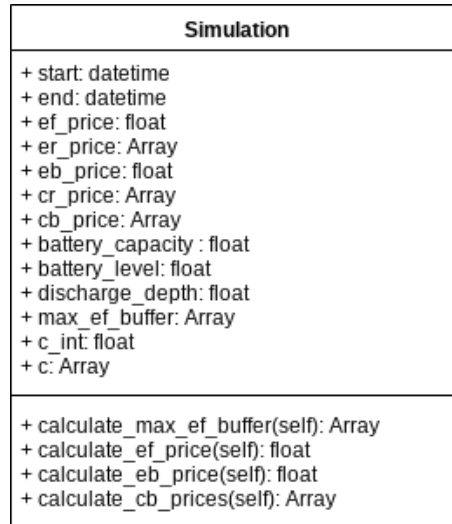 Simulation
+ start: datetime
+ end: datetime
+ ef_price: float
+ er_price: Array
+ eb_price: float
+ cr_price: Array
+ cb_price: Array
+ battery_capacity : float
+ battery_level: float
+ discharge_depth: float
+ max_ef_buffer: Array
+ c_int: float
+ c: Array
+ calculate_max_ef_buffer(self): Array
+ calculate_ef_price(self): float
+ calculate_eb_price(self): float
+ calculate_cb_prices(self): Array